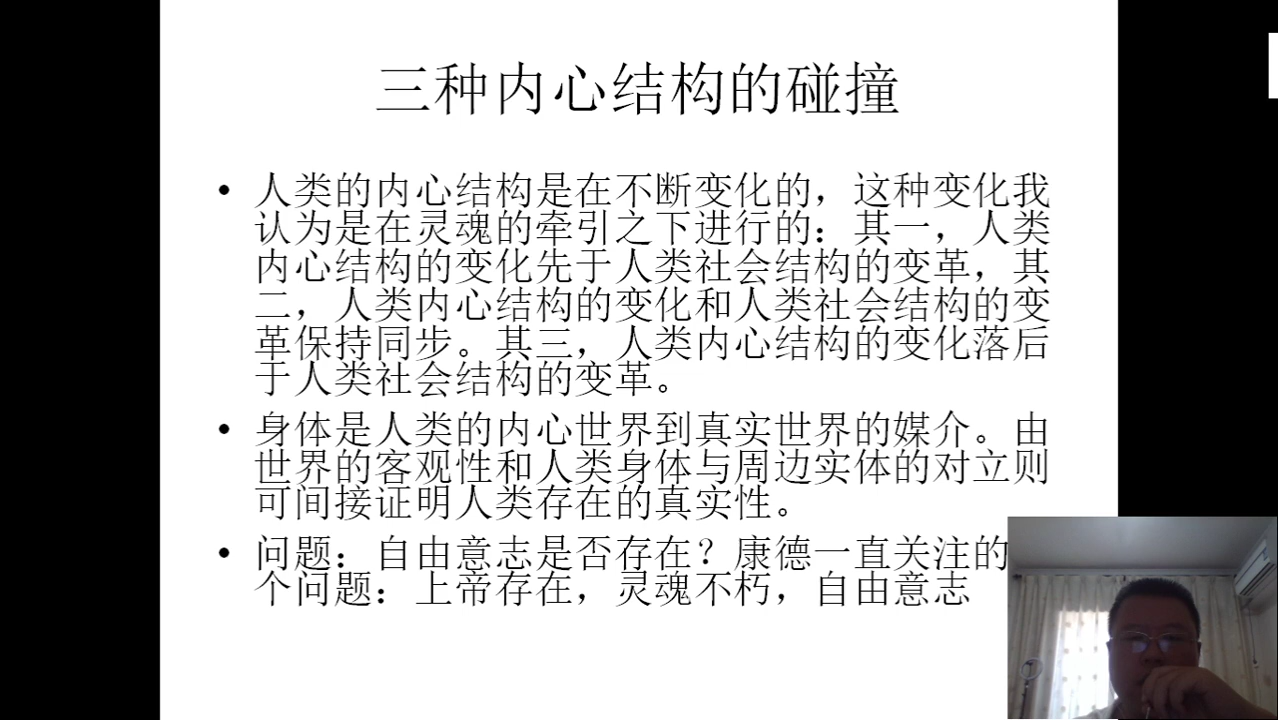 三种内心结构的碰撞
• 人类的内心结构是在不断变化的，这种变化我
认为是在灵魂的牵引之下进行的：其一，人类
内心结构的变化先于人类社会结构的变革，其
二，人类内心结构的变化和人类社会结构的变
革保持同步。其三，人类内心结构的变化落后
于人类社会结构的变革。
• 身体是人类的内心世界到真实世界的媒介。由
世界的客观性和人类身体与周边实体的对立则
可间接证明人类存在的真实性。
• 问题：自由意志是否存在？康德一直关注的
个问题：上帝存在，灵魂不朽，自由意志